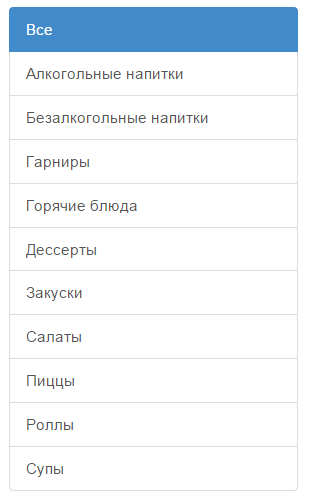 Все
Алкогольные напитки
Безалкогольные напитки
Гарниры
Горячие блюда
Дессерты
Закуски
Салаты
Пиццы
Роллы
Супы